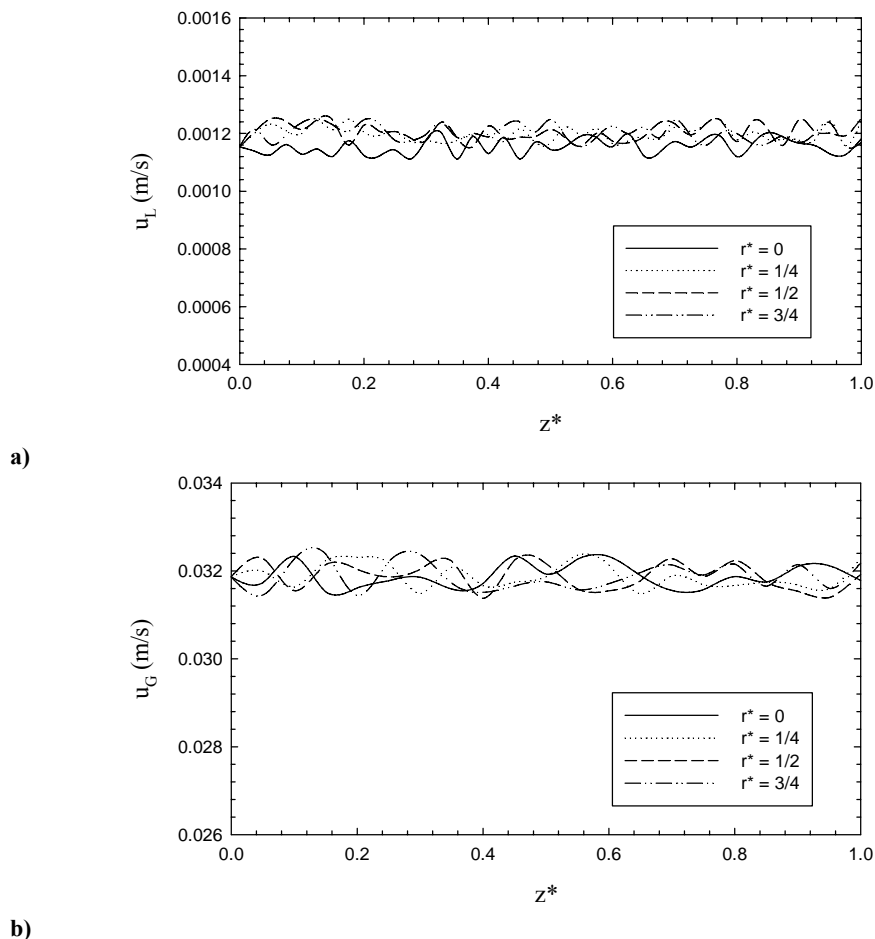 0.0016
0.0014
0.0012
0.0010
0.0008
0.0006
0.0004
u_L (m/s)
r* = 0
r* = 1/4
r* = 1/2
r* = 3/4
0.0 0.2 0.4 0.6 0.8 1.0
z*
a)
0.034
0.032
0.030
0.028
0.026
u_G (m/s)
r* = 0
r* = 1/4
r* = 1/2
r* = 3/4
0.0 0.2 0.4 0.6 0.8 1.0
z*
b)